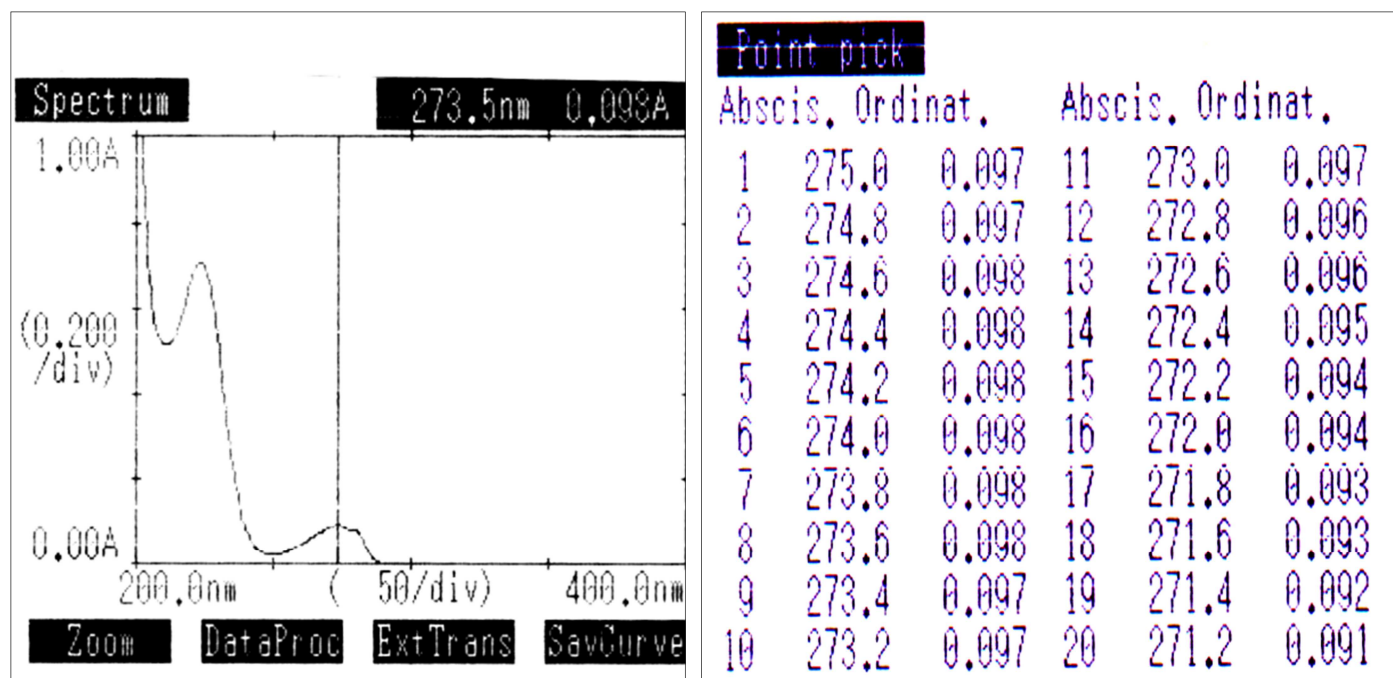 Spectrum 273.5nm 0.098A
1.00A
(0.200
/div)
0.00A
200.0nm ( 50/div) 400.0nm
Zoom DataProc ExtTrans SavCurve
Point pick
Abscis. Ordinat. Abscis. Ordinat.
1 275.0 0.097 11 273.0 0.097
2 274.8 0.097 12 272.8 0.096
3 274.6 0.098 13 272.6 0.096
4 274.4 0.098 14 272.4 0.095
5 274.2 0.098 15 272.2 0.094
6 274.0 0.098 16 272.0 0.094
7 273.8 0.098 17 271.8 0.093
8 273.6 0.098 18 271.6 0.093
9 273.4 0.097 19 271.4 0.092
10 273.2 0.097 20 271.2 0.091